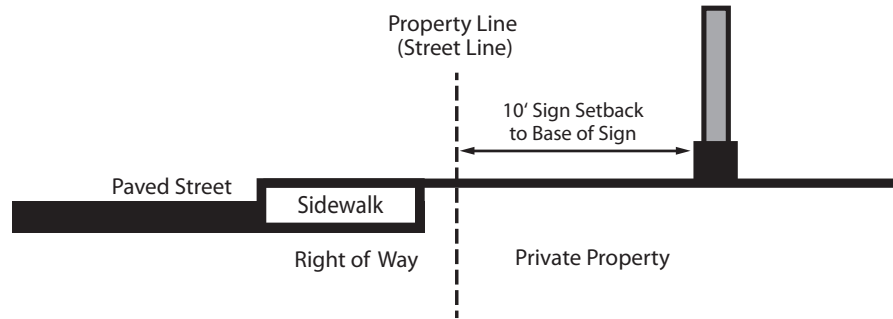 Property Line
(Street Line)
10‘ Sign Setback
to Base of Sign
Paved Street
Sidewalk
Right of Way
Private Property